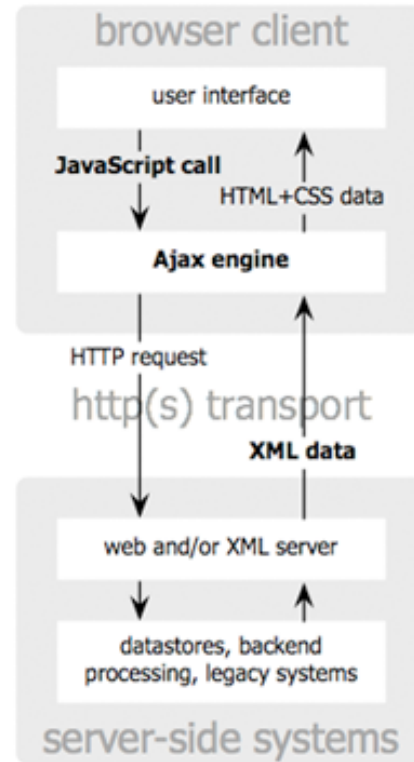 browser client
user interface
JavaScript call
HTML+CSS data
Ajax engine
HTTP request
http(s) transport
XML data
web and/or XML server
datastores, backend
processing, legacy systems
server-side systems